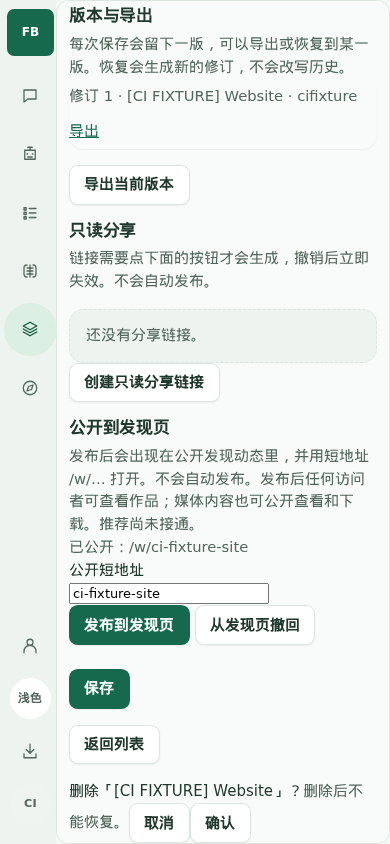 FB
版本与导出
每次保存会留下一版，可以导出或恢复到某一
版。恢复会生成新的修订，不会改写历史。
修订 1 · [CI FIXTURE] Website · cifixture
导出
导出当前版本
只读分享
链接需要点下面的按钮才会生成，撤销后立即
失效。不会自动发布。
还没有分享链接。
创建只读分享链接
公开到发现页
发布后会出现在公开发现动态里，并用短地址
/w/… 打开。不会自动发布。发布后任何访问
者可查看作品；媒体内容也可公开查看和下
载。推荐尚未接通。
已公开：/w/ci-fixture-site
公开短地址
ci-fixture-site
发布到发现页 从发现页撤回
保存
浅色
返回列表
删除「[CI FIXTURE] Website」？删除后不
能恢复。 取消 确认
CI